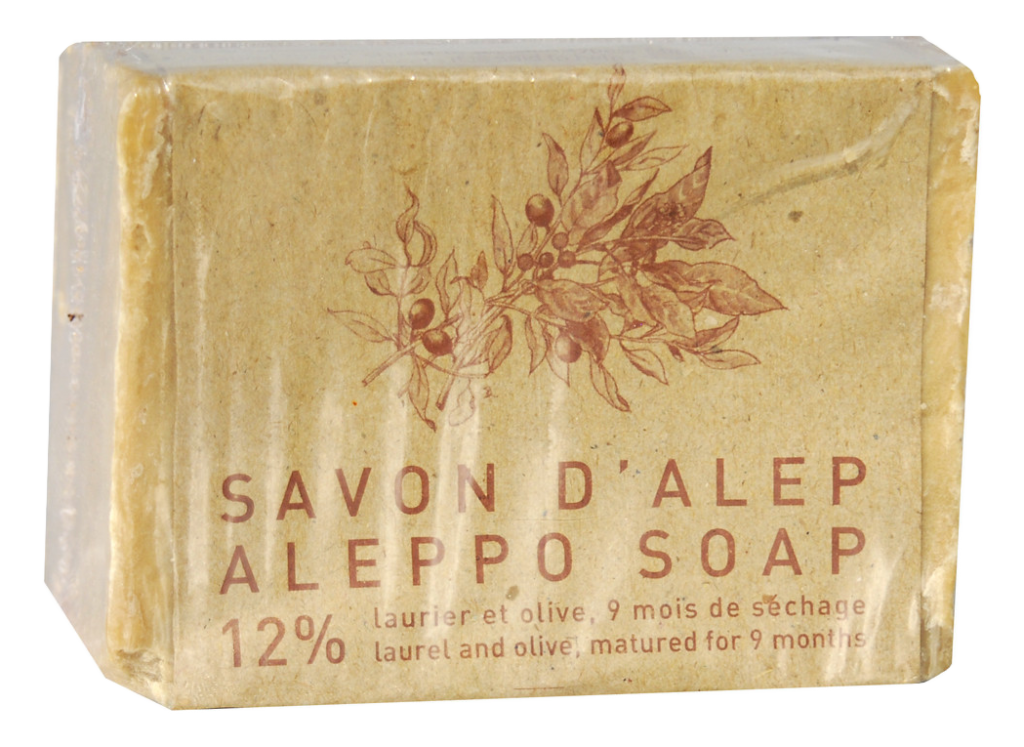 SAVON D'ALEP
ALEPPO SOAP
12%
laurier et olive, 9 mois de séchage
laurel and olive, matured for 9 months